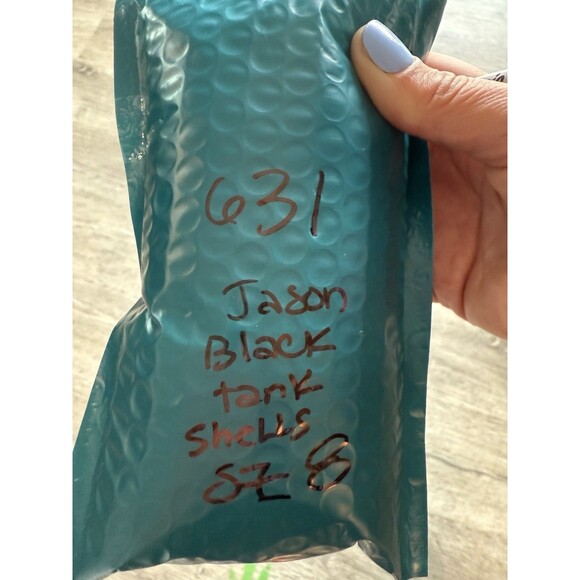 631
Jason
Black
tank
shells
SZ 8